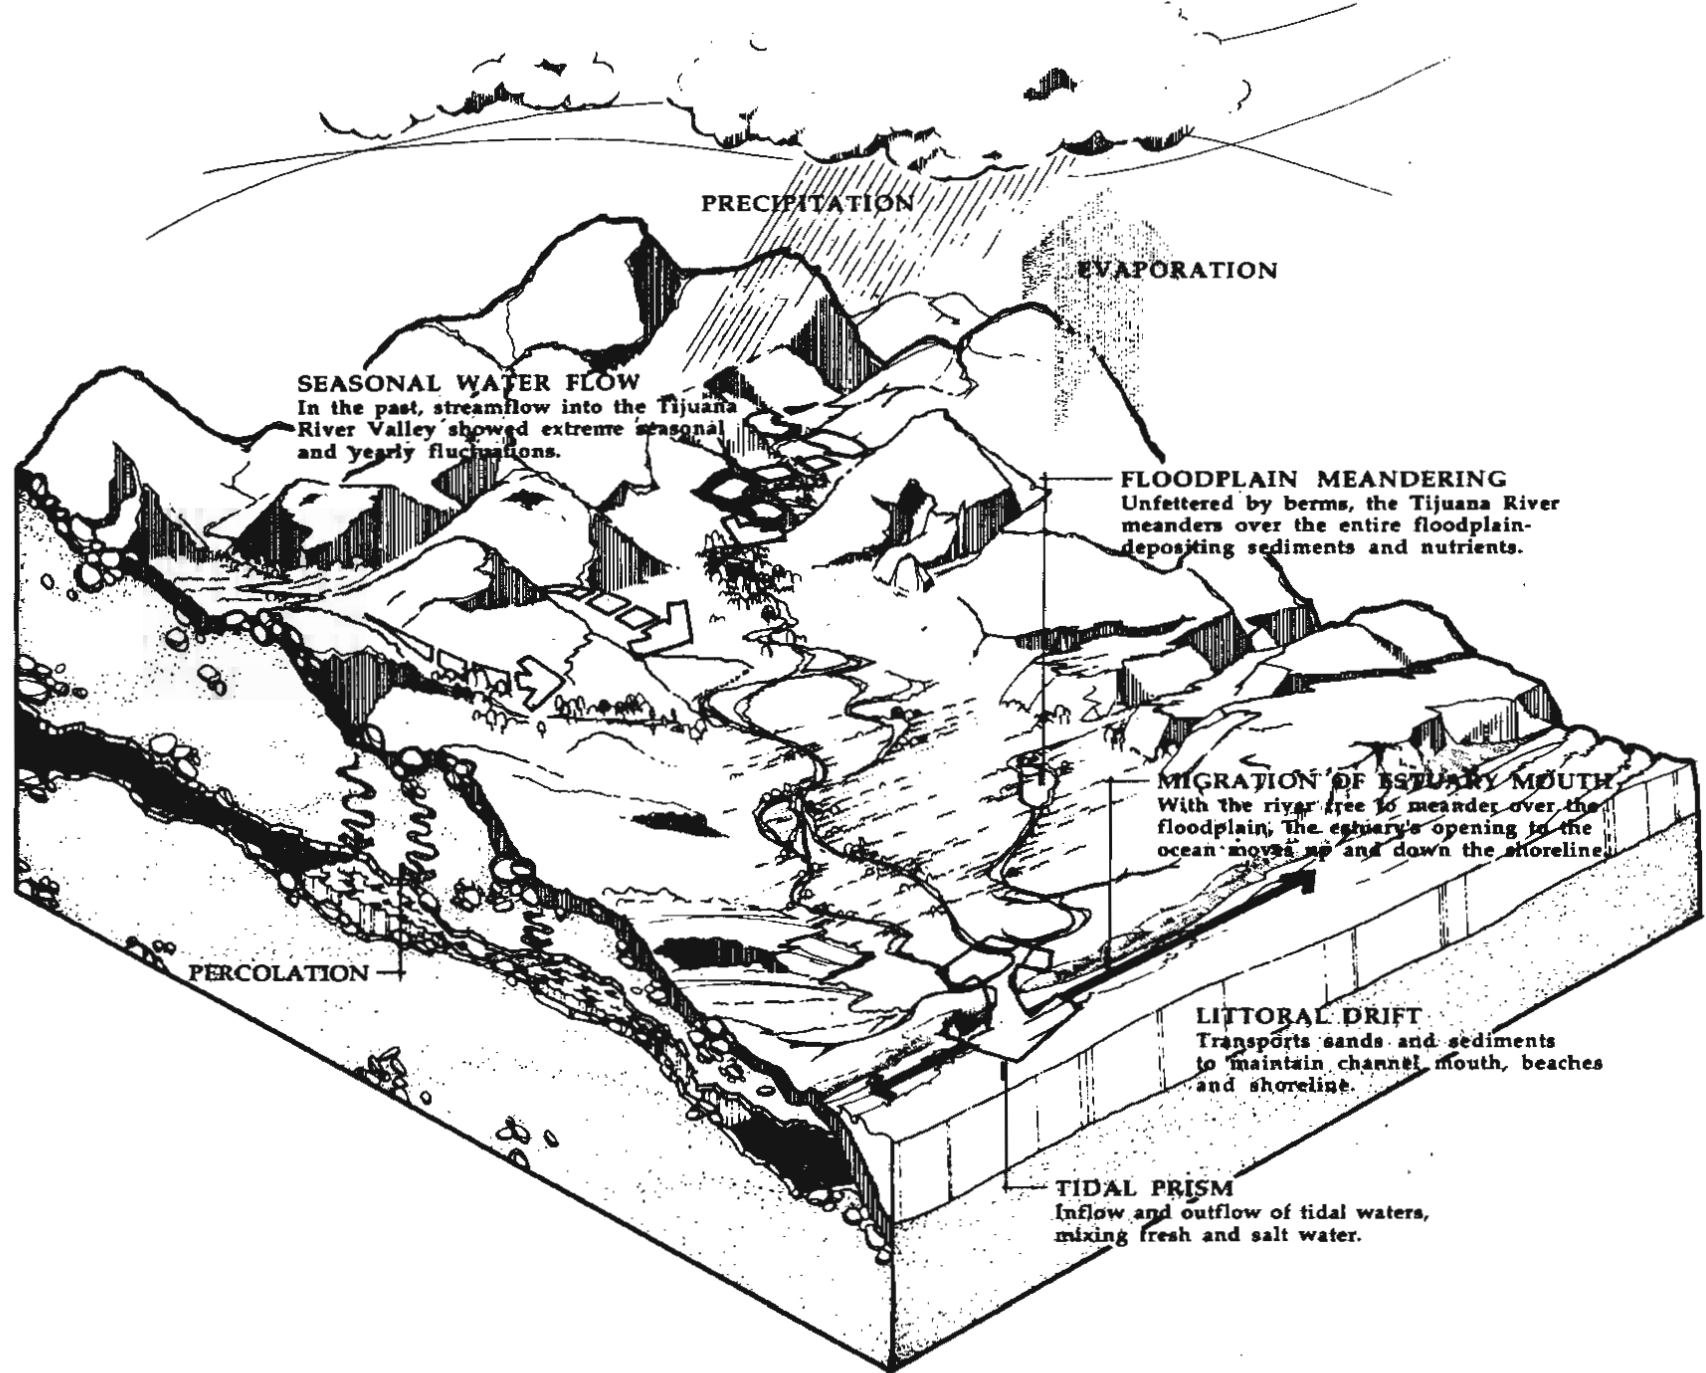 PRECIPITATION
EVAPORATION
SEASONAL WATER FLOW
In the past, streamflow into the Tijuana
River Valley showed extreme seasonal
and yearly fluctuations.
FLOODPLAIN MEANDERING
Unfettered by berms, the Tijuana River
meanders over the entire floodplain-
depositing sediments and nutrients.
MIGRATION OF ESTUARY MOUTH
With the river free to meander over the
floodplain, The estuary's opening to the
ocean moves up and down the shoreline.
PERCOLATION
LITTORAL DRIFT
Transports sands and sediments
to maintain channel mouth, beaches
and shoreline.
TIDAL PRISM
Inflow and outflow of tidal waters,
mixing fresh and salt water.